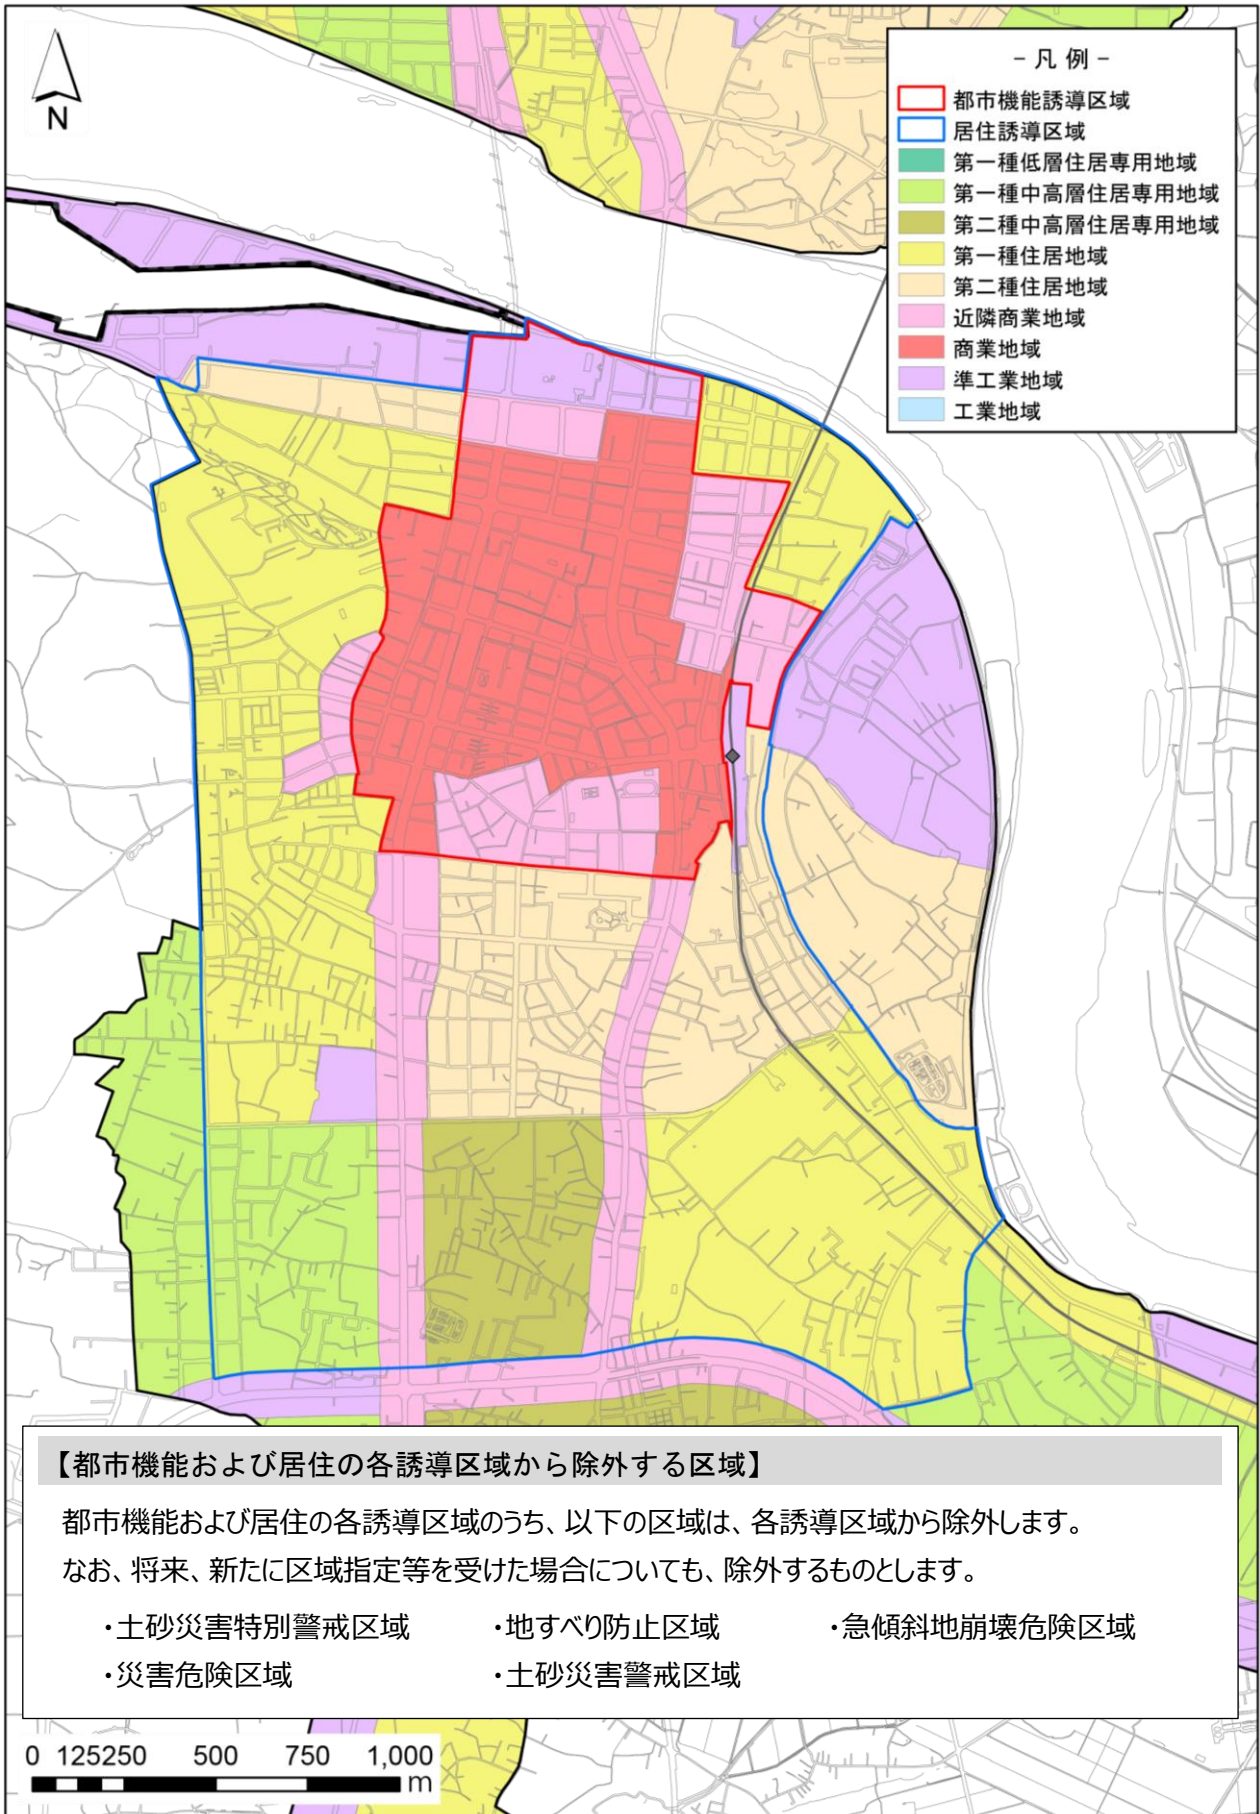 N
- 凡 例 -
都市機能誘導区域
居住誘導区域
第一種低層住居専用地域
第一種中高層住居専用地域
第二種中高層住居専用地域
第一種住居地域
第二種住居地域
近隣商業地域
商業地域
準工業地域
工業地域
【都市機能および居住の各誘導区域から除外する区域】
都市機能および居住の各誘導区域のうち、以下の区域は、各誘導区域から除外します。
なお、将来、新たに区域指定等を受けた場合についても、除外するものとします。
・土砂災害特別警戒区域 ・地すべり防止区域 ・急傾斜地崩壊危険区域
・災害危険区域 ・土砂災害警戒区域
0 125250 500 750 1,000
m